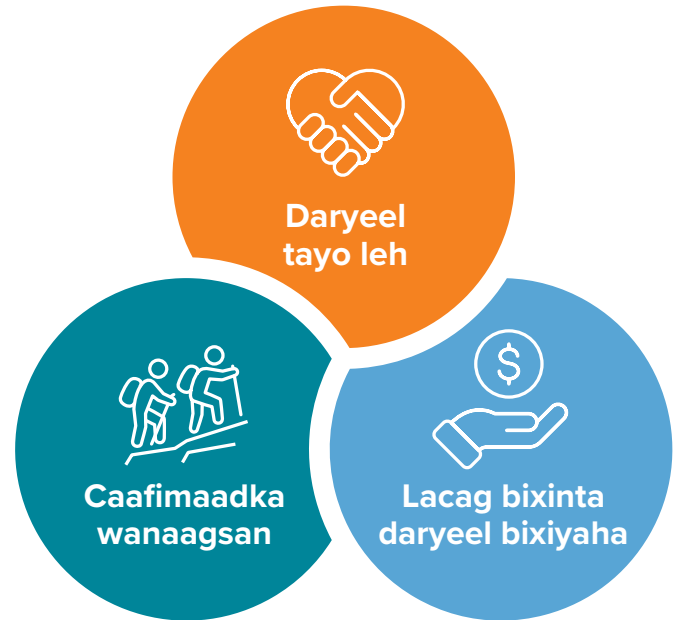 $
Daryeel
tayo leh
Caafimaadka
wanaagsan
Lacag bixinta
daryeel bixiyaha